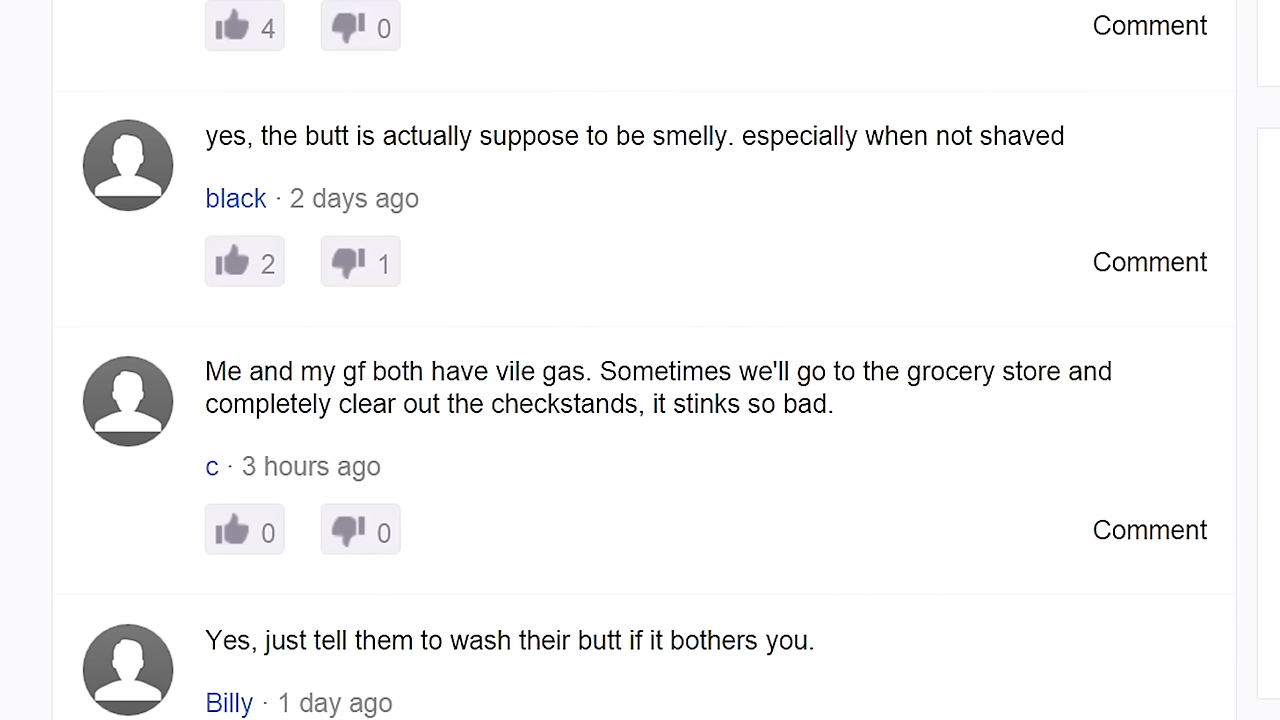 4 0 Comment
yes, the butt is actually suppose to be smelly. especially when not shaved
black · 2 days ago
2 1 Comment
Me and my gf both have vile gas. Sometimes we'll go to the grocery store and
completely clear out the checkstands, it stinks so bad.
c · 3 hours ago
0 0 Comment
Yes, just tell them to wash their butt if it bothers you.
Billy · 1 day ago